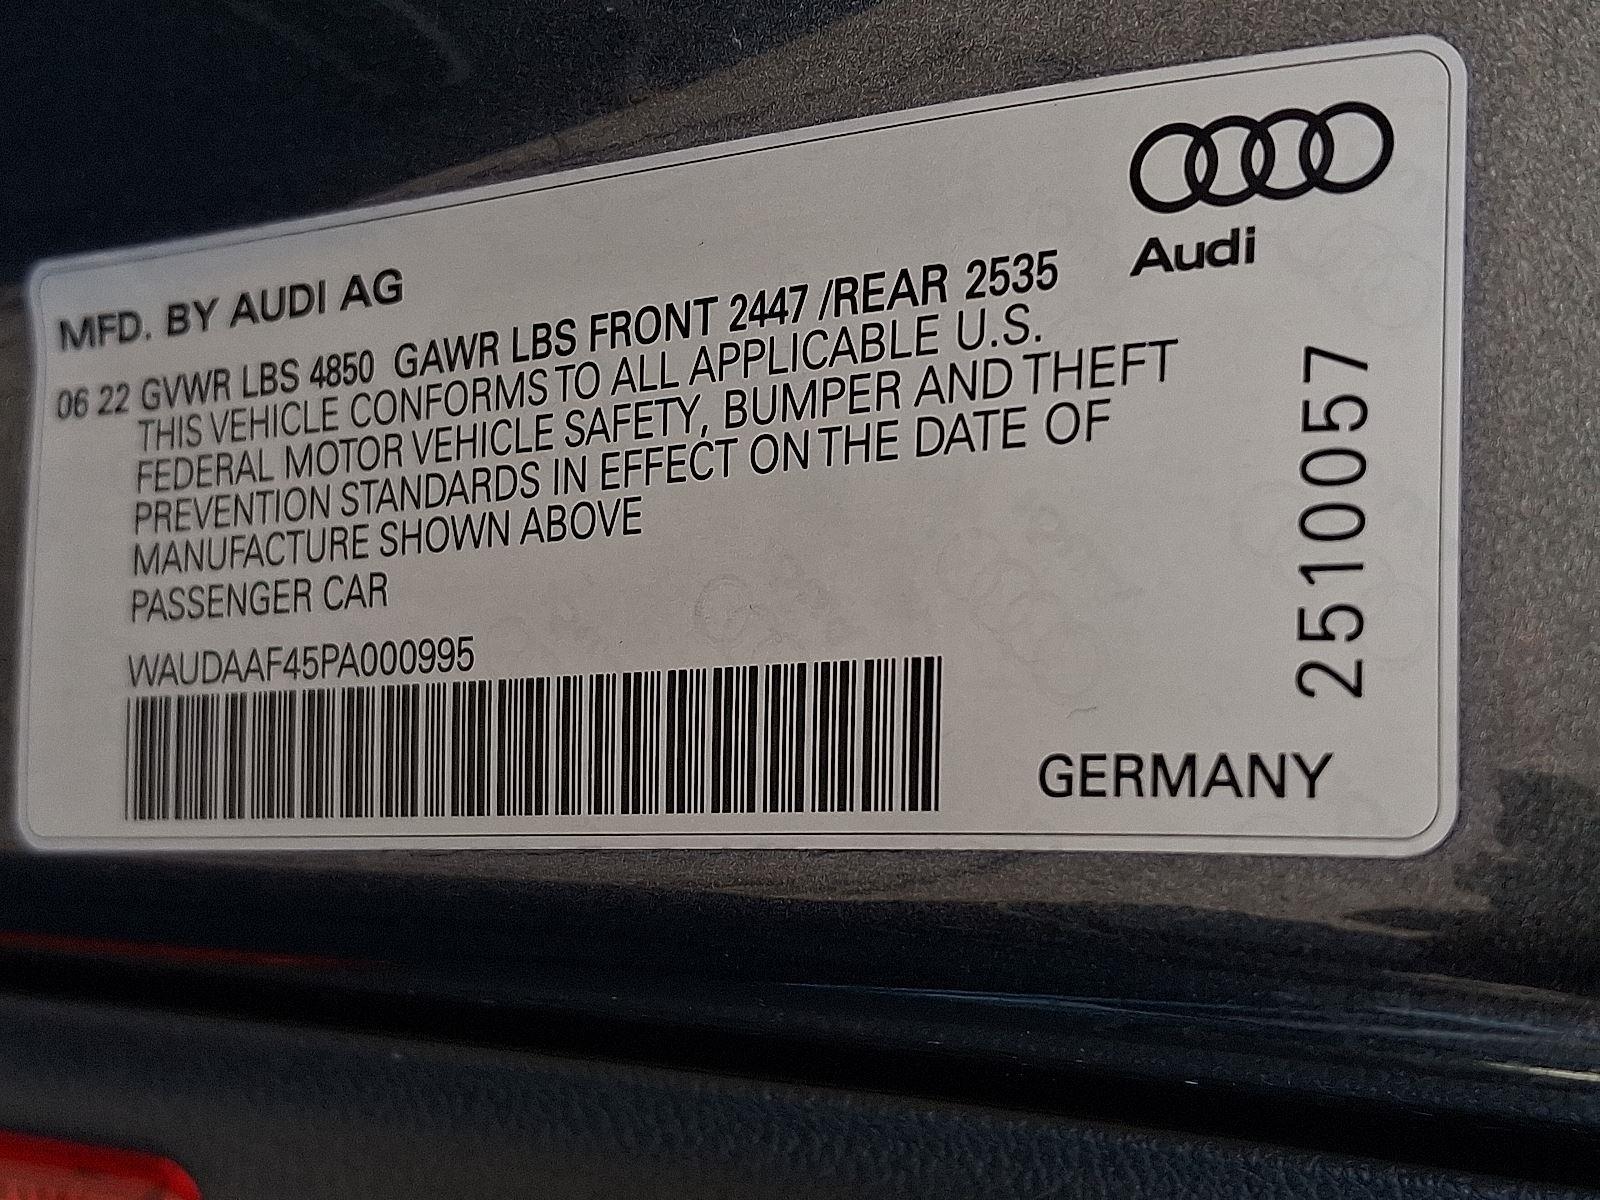 Audi
MFD. BY AUDI AG
06 22 GVWR LBS 4850 GAWR LBS FRONT 2447 /REAR 2535
THIS VEHICLE CONFORMS TO ALL APPLICABLE U.S.
FEDERAL MOTOR VEHICLE SAFETY, BUMPER AND THEFT
PREVENTION STANDARDS IN EFFECT ON THE DATE OF
MANUFACTURE SHOWN ABOVE
PASSENGER CAR
WAUDAAF45PA000995
GERMANY
2510057